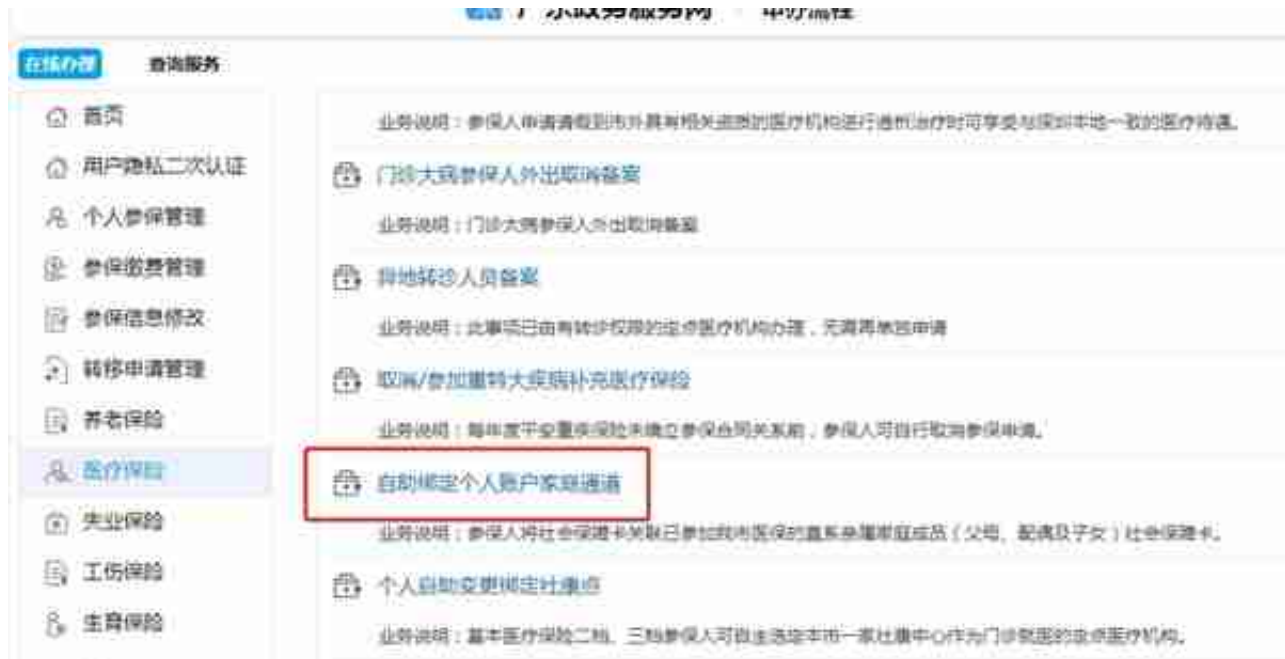 广东政务服务网 申办流程
在线办理 查询服务
首页
用户隐私二次认证
个人参保管理
参保缴费管理
参保信息修改
转移申请管理
养老保险
医疗保险
失业保险
工伤保险
生育保险
业务说明：参保人申请请假到市外具有相关资质的医疗机构进行透析治疗时可享受与深圳本地一致的医疗待遇。
门诊大病参保人外出取消备案
业务说明：门诊大病参保人外出取消备案
异地转诊人员备案
业务说明：此事项已由有转诊权限的定点医疗机构办理，无需再单独申请
取消/参加重特大疾病补充医疗保险
业务说明：每年度平安重疾保险未确立参保合同关系前，参保人可自行取消参保申请。
自助绑定个人账户家庭通道
业务说明：参保人将社会保障卡关联已参加我市医保的直系亲属家庭成员（父母、配偶及子女）社会保障卡。
个人自助变更绑定社康点
业务说明：基本医疗保险二档、三档参保人可自主选定本市一家社康中心作为门诊就医的定点医疗机构。